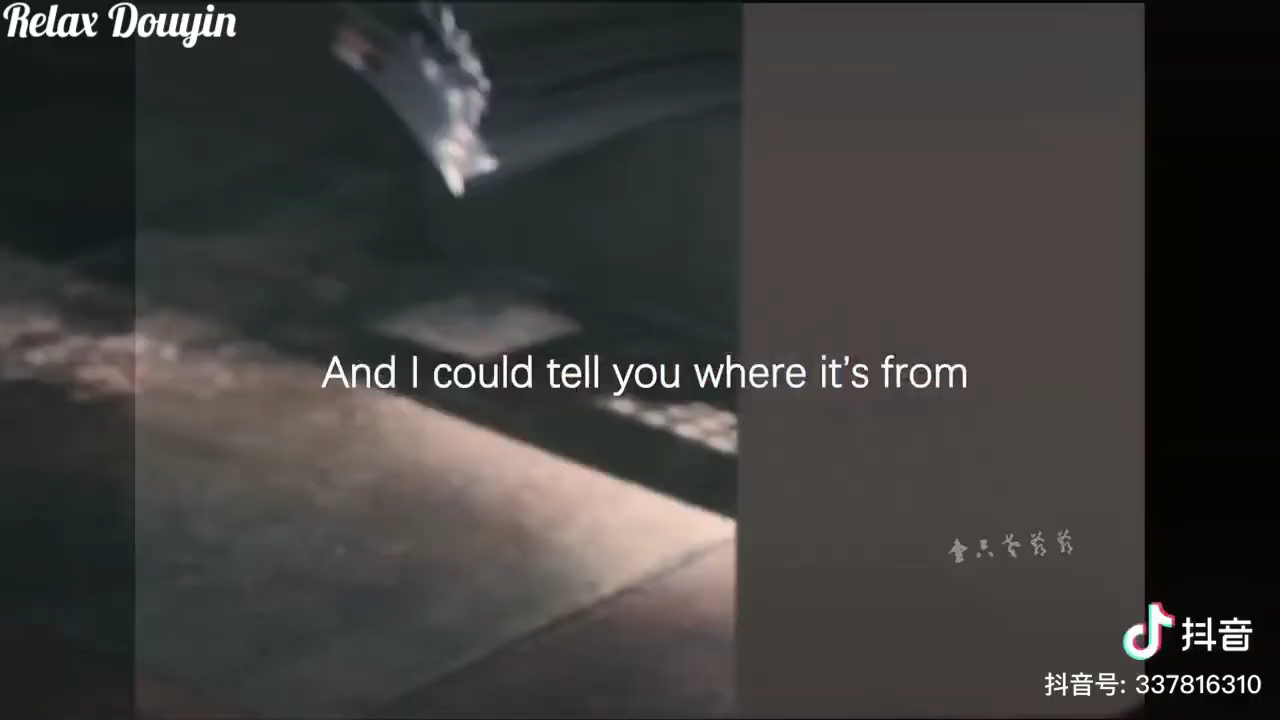 Relax Douyin
And I could tell you where it's from
抖音
抖音号: 337816310